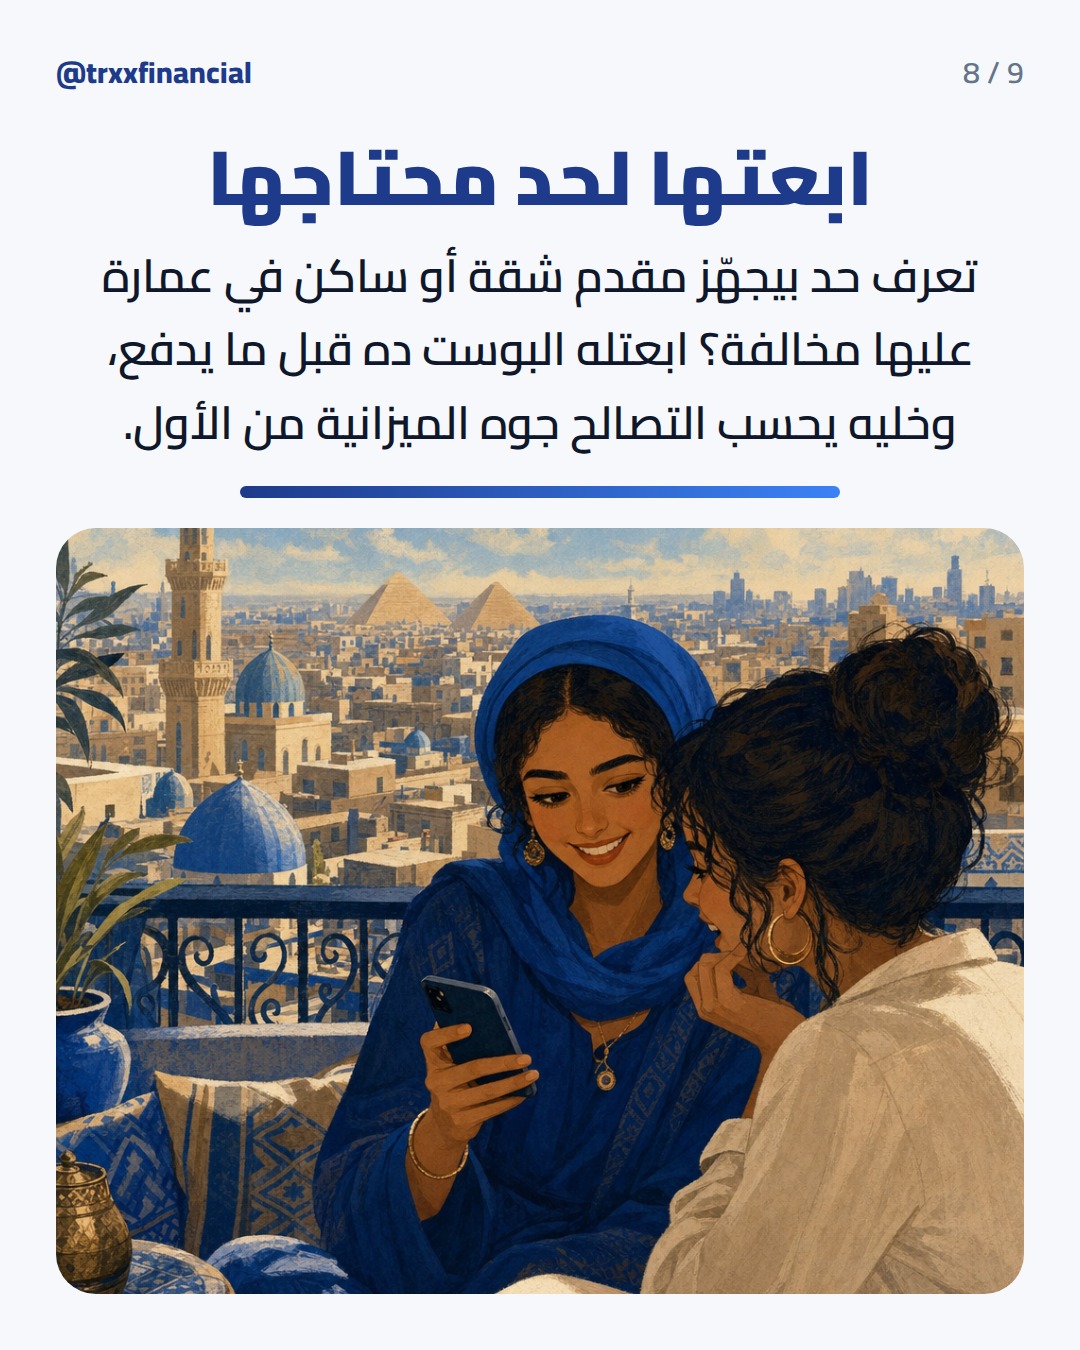 @trxxfinancial
8 / 9
ابعتها لحد محتاجها
تعرف حد بيجهّز مقدم شقة أو ساكن في عمارة
عليها مخالفة؟ ابعتله البوست ده قبل ما يدفع،
وخليه يحسب التصالح جوه الميزانية من الأول.